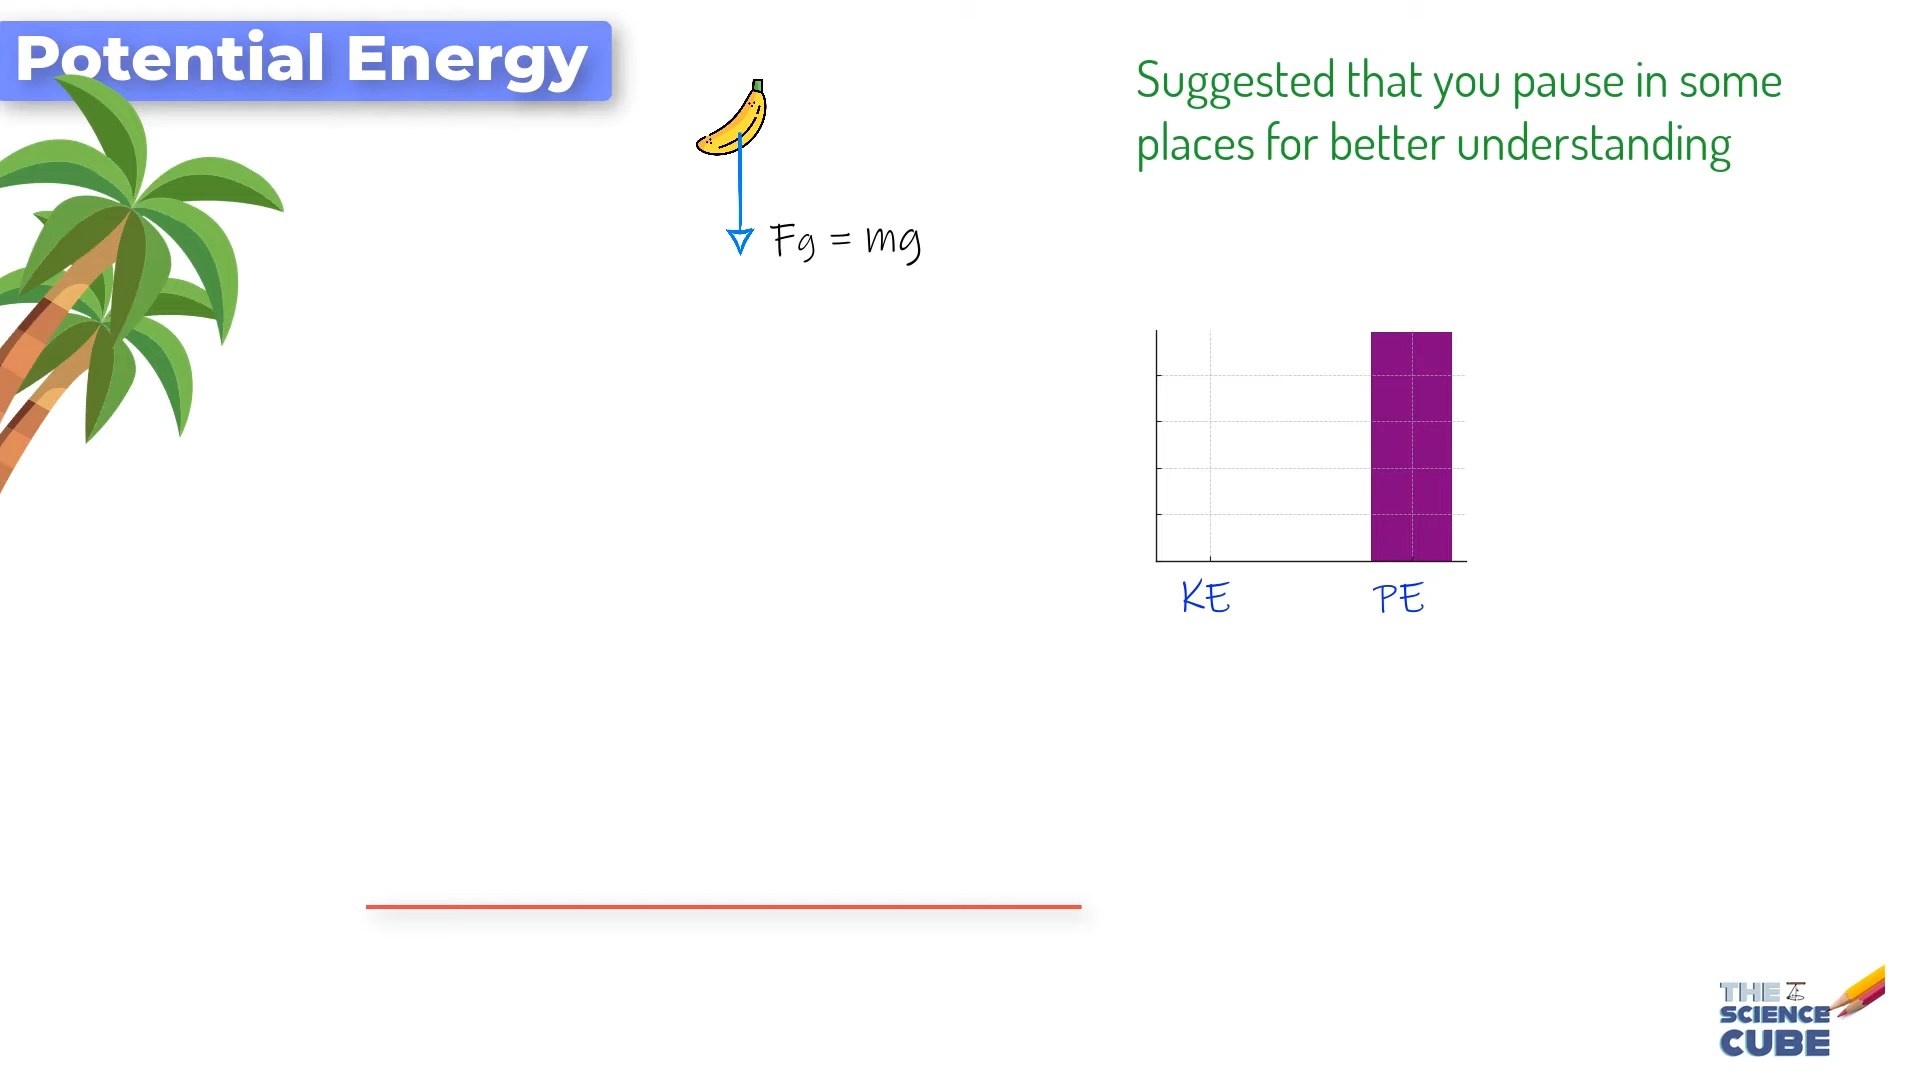 Potential Energy
Suggested that you pause in some
places for better understanding
Fg = mg
KE PE
THE
SCIENCE
CUBE